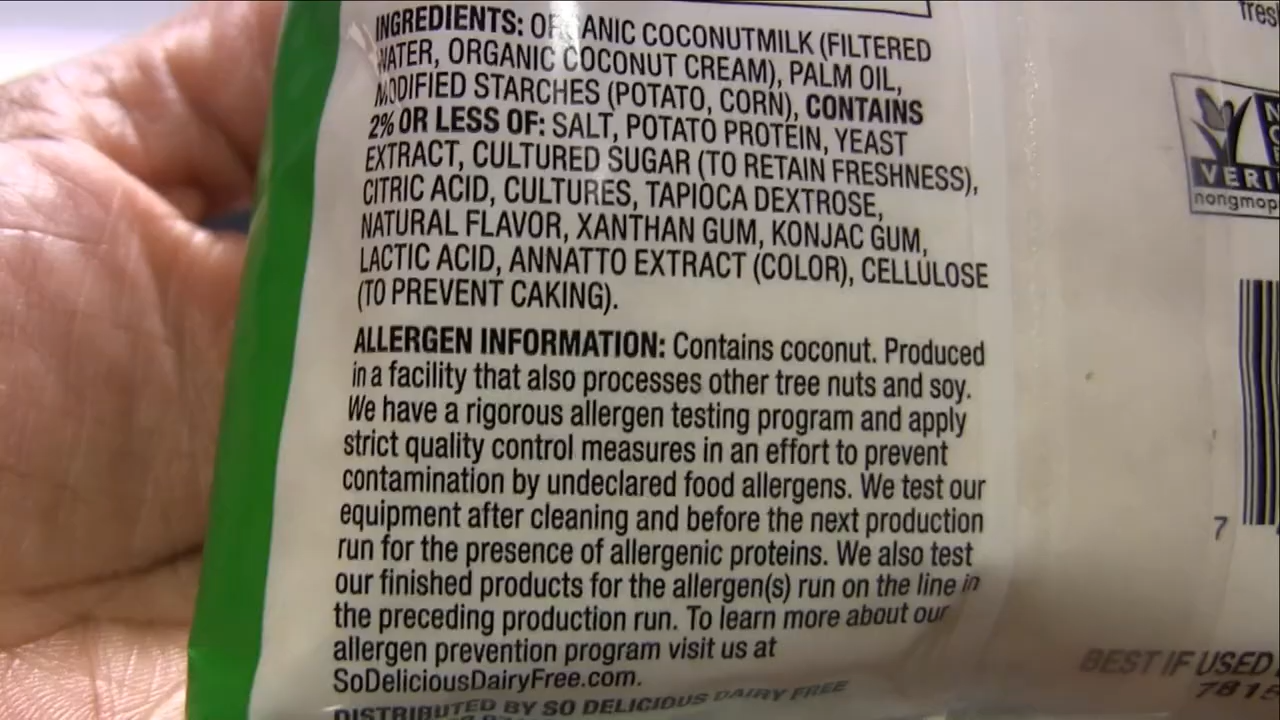 INGREDIENTS: ORGANIC COCONUTMILK (FILTERED
WATER, ORGANIC COCONUT CREAM), PALM OIL,
MODIFIED STARCHES (POTATO, CORN), CONTAINS
2% OR LESS OF: SALT, POTATO PROTEIN, YEAST
EXTRACT, CULTURED SUGAR (TO RETAIN FRESHNESS),
CITRIC ACID, CULTURES, TAPIOCA DEXTROSE,
NATURAL FLAVOR, XANTHAN GUM, KONJAC GUM,
LACTIC ACID, ANNATTO EXTRACT (COLOR), CELLULOSE
(TO PREVENT CAKING).
ALLERGEN INFORMATION: Contains coconut. Produced
in a facility that also processes other tree nuts and soy.
We have a rigorous allergen testing program and apply
strict quality control measures in an effort to prevent
contamination by undeclared food allergens. We test our
equipment after cleaning and before the next production
run for the presence of allergenic proteins. We also test
our finished products for the allergen(s) run on the line in
the preceding production run. To learn more about our
allergen prevention program visit us at
SoDeliciousDairyFree.com.
DISTRIBUTED BY SO DELICIOUS DAIRY FREE
7
BEST IF USED